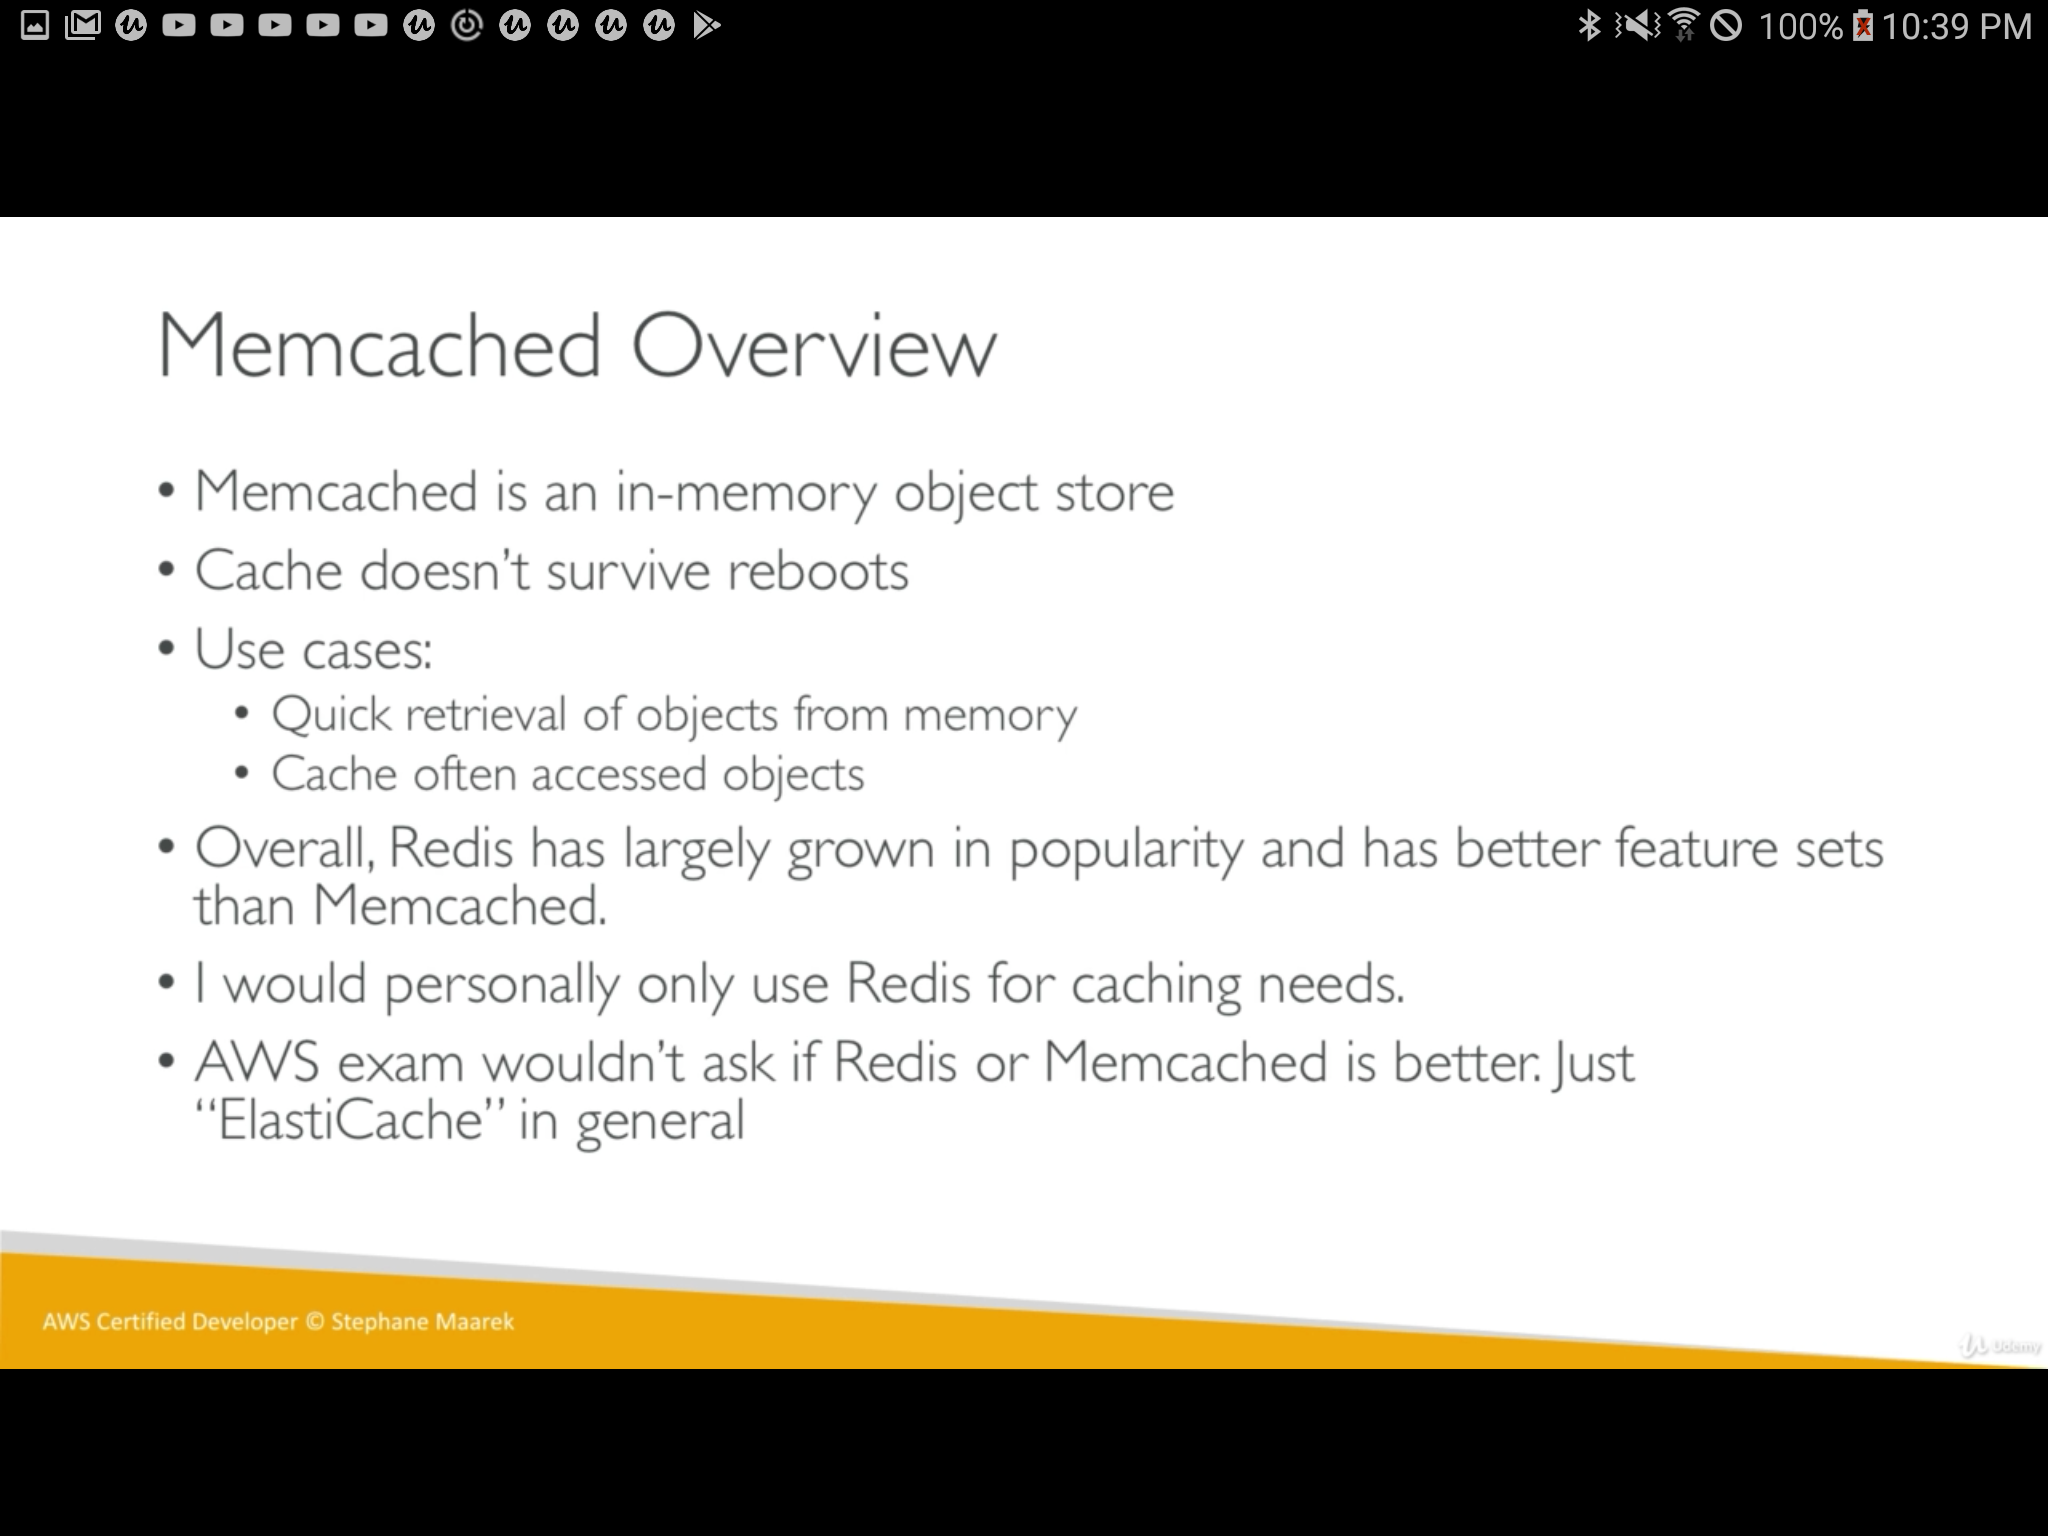 100% 10:39 PM
Memcached Overview
• Memcached is an in-memory object store
• Cache doesn’t survive reboots
• Use cases:
• Quick retrieval of objects from memory
• Cache often accessed objects
• Overall, Redis has largely grown in popularity and has better feature sets
than Memcached.
• I would personally only use Redis for caching needs.
• AWS exam wouldn’t ask if Redis or Memcached is better. Just
“ElastiCache” in general
AWS Certified Developer © Stephane Maarek
Udemy